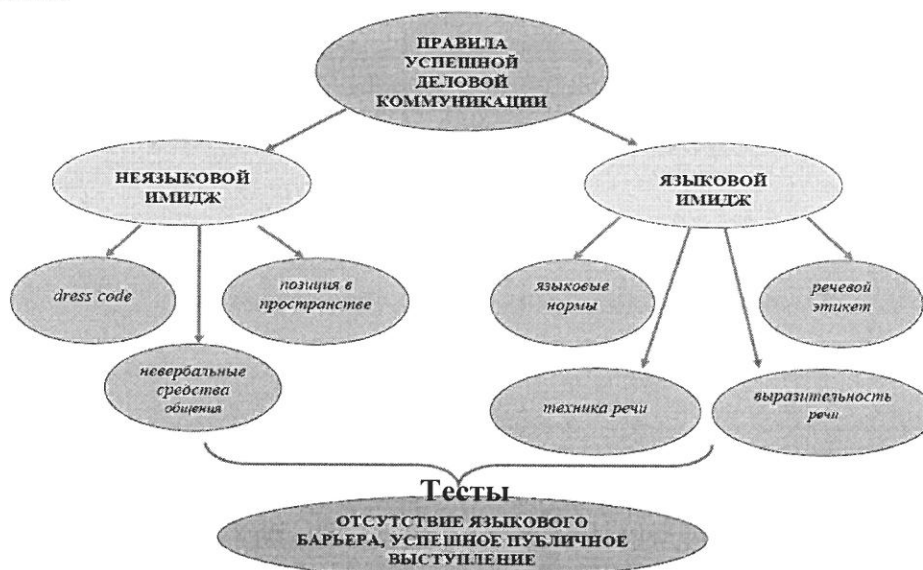 ПРАВИЛА
УСПЕШНОЙ
ДЕЛОВОЙ
КОММУНИКАЦИИ
НЕЯЗЫКОВОЙ
ИМИДЖ
ЯЗЫКОВОЙ
ИМИДЖ
dress code
позиция в
пространстве
языковые
нормы
речевой
этикет
невербальные
средства
общения
техника речи
выразительность
речи
Тесты
ОТСУТСТВИЕ ЯЗЫКОВОГО
БАРЬЕРА, УСПЕШНОЕ ПУБЛИЧНОЕ
ВЫСТУПЛЕНИЕ